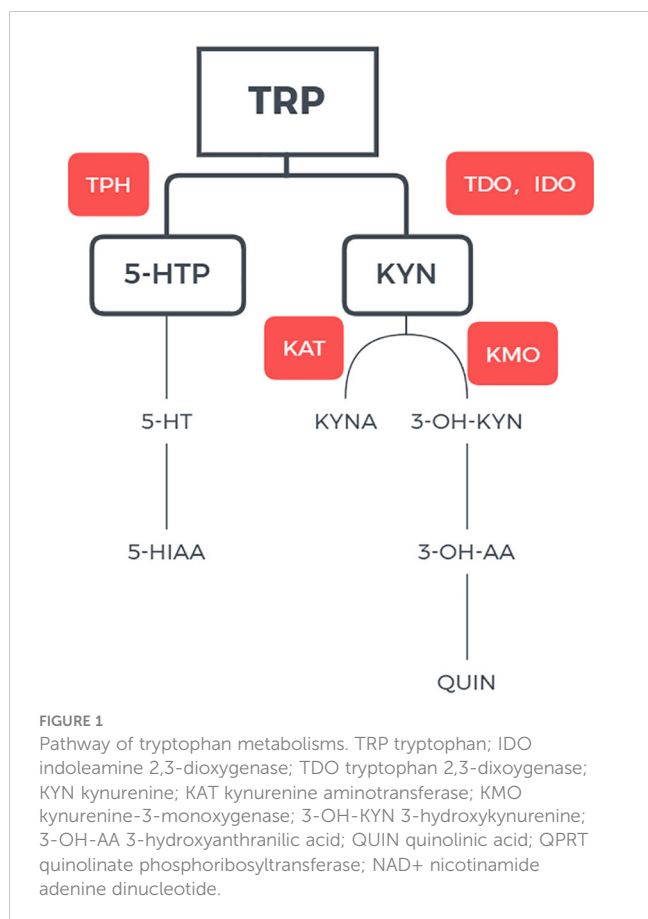 TRP
TPH
TDO, IDO
5-HTP
KYN
KAT
KMO
5-HT
KYNA
3-OH-KYN
5-HIAA
3-OH-AA
QUIN
FIGURE 1
Pathway of tryptophan metabolisms. TRP tryptophan; IDO
indoleamine 2,3-dioxygenase; TDO tryptophan 2,3-dixoygenase;
KYN kynurenine; KAT kynurenine aminotransferase; KMO
kynurenine-3-monoxygenase; 3-OH-KYN 3-hydroxykynurenine;
3-OH-AA 3-hydroxyanthranilic acid; QUIN quinolinic acid; QPRT
quinolinate phosphoribosyltransferase; NAD+ nicotinamide
adenine dinucleotide.